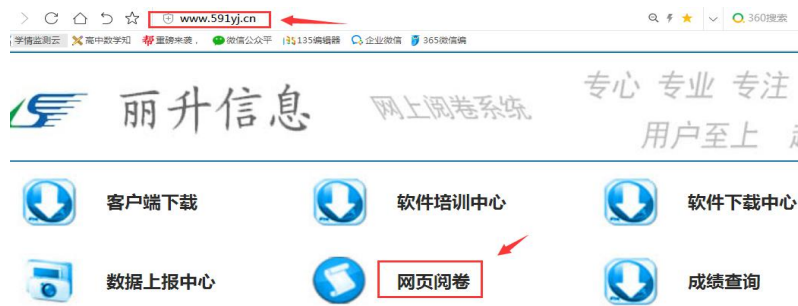 www.591yj.cn
360搜索
学情监测云 高中数学知 重磅来袭， 微信公众平 135编辑器 企业微信 365微信编
丽升信息 网上阅卷系统 专心 专业 专注
用户至上
客户端下载 软件培训中心 软件下载中心
数据上报中心 网页阅卷 成绩查询